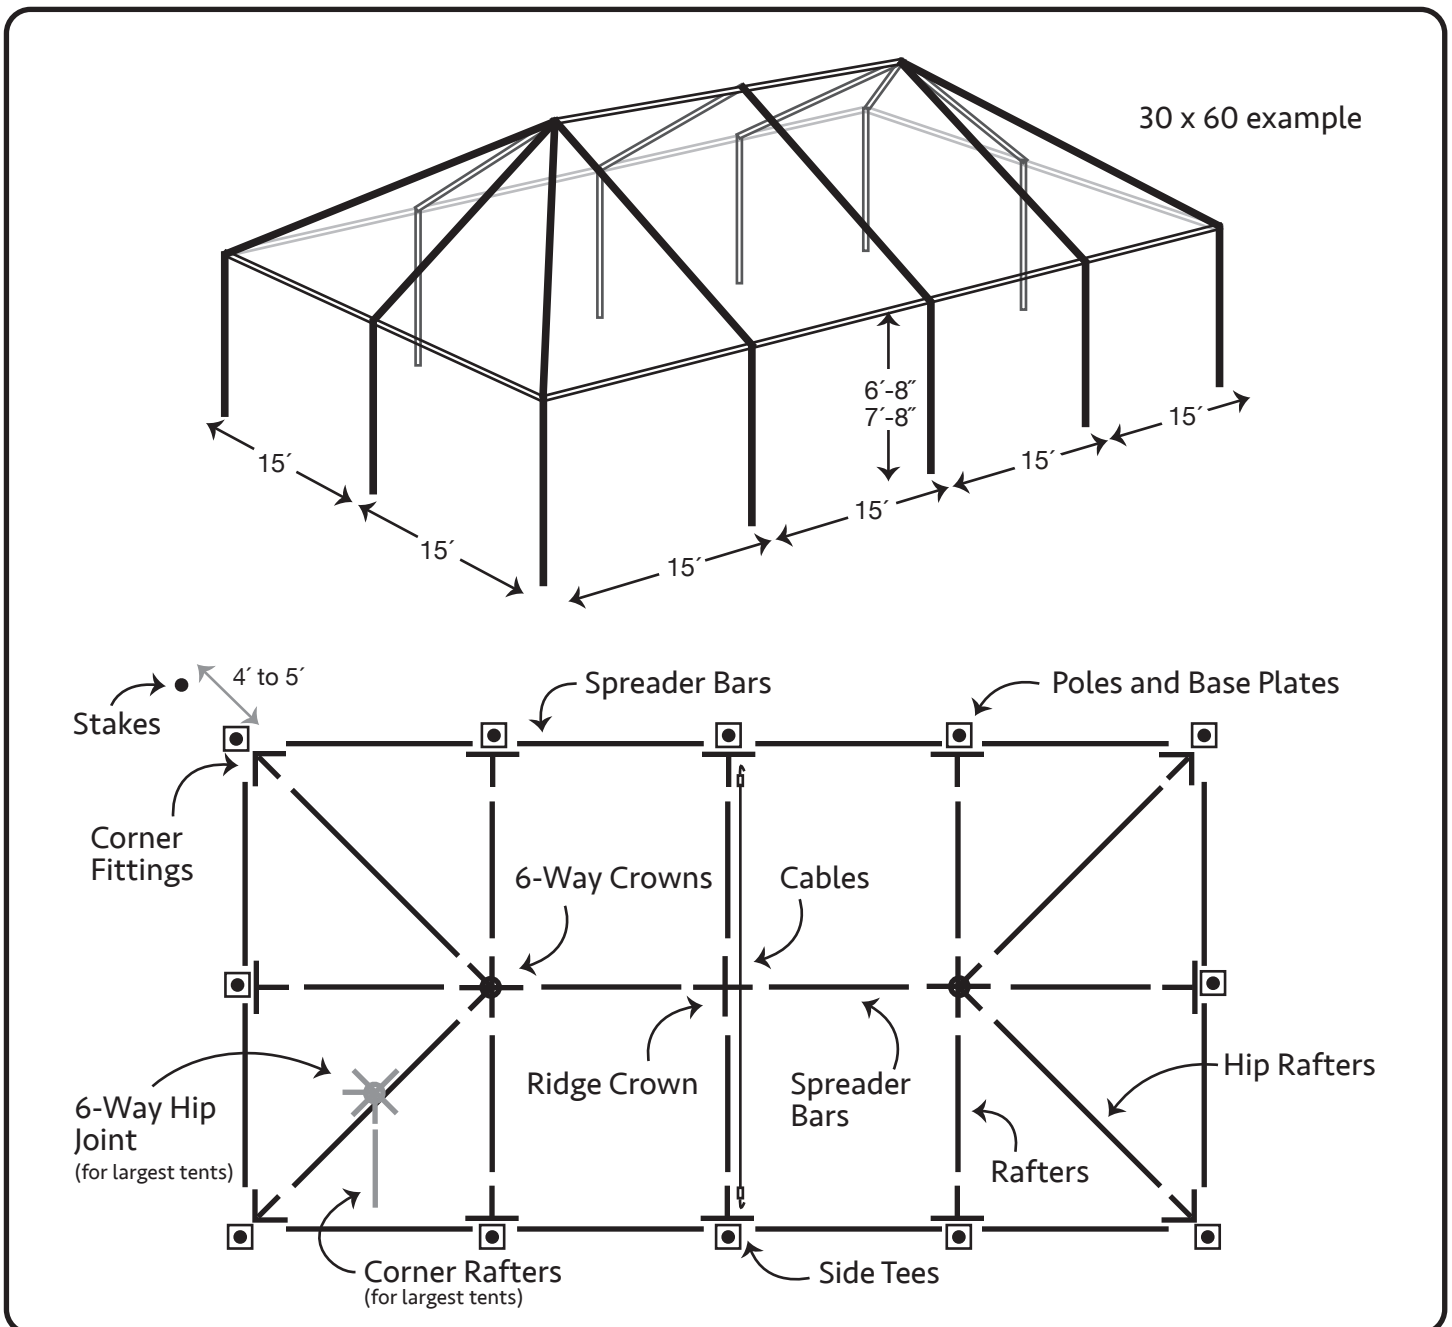 30 x 60 example
6´-8˝
7´-8˝
15´
15´
15´
15´
15´
15´
4´ to 5´
Stakes
Spreader Bars
Poles and Base Plates
Corner
Fittings
6-Way Crowns
Cables
Ridge Crown
Spreader
Bars
Hip Rafters
6-Way Hip
Joint
(for largest tents)
Rafters
Corner Rafters
(for largest tents)
Side Tees